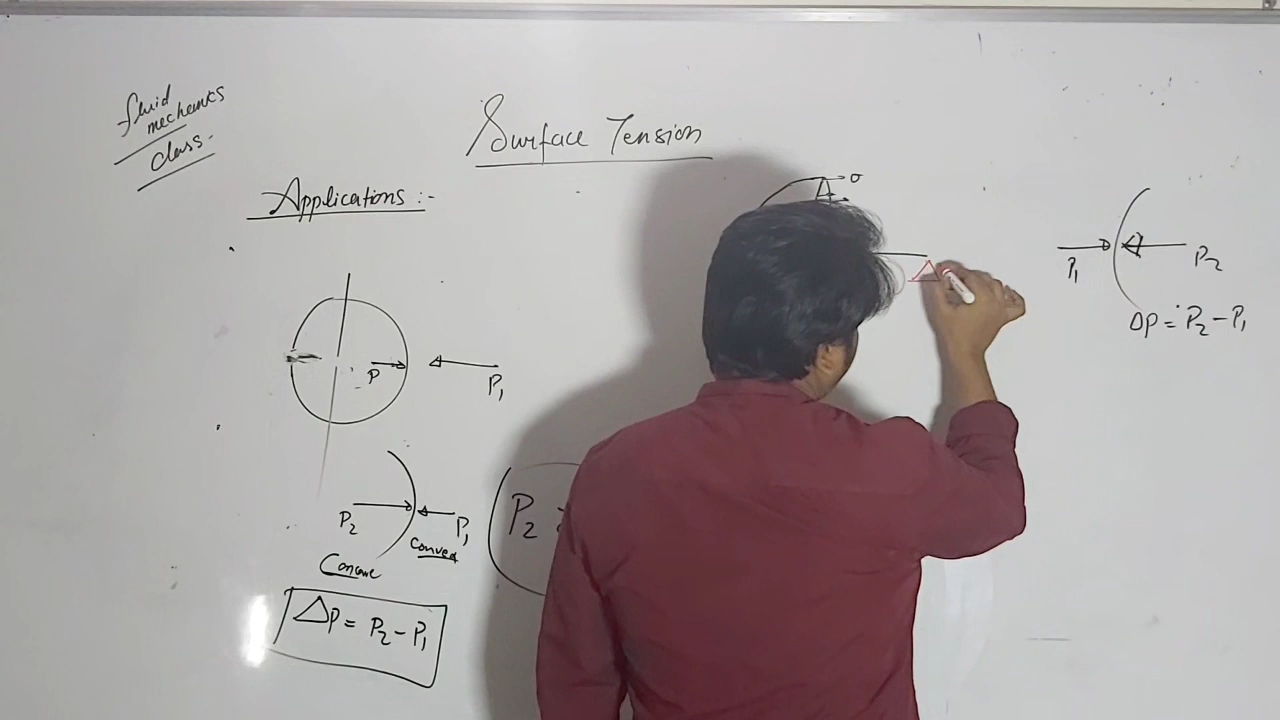 fluid
mechanics
class.
Surface Tension
Applications :-
σ
P
P₁
P₁
P₂
ΔP = P₂ - P₁
Δ
P₂
P₁
Convex
Concave
P₂
ΔP = P₂ - P₁